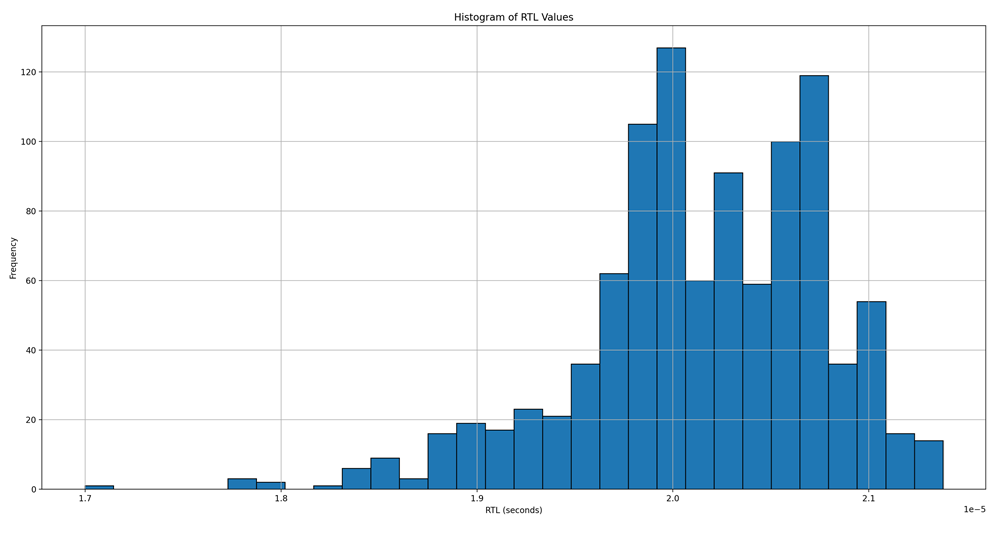 Histogram of RTL Values
Frequency
120
100
80
60
40
20
0
1.7 1.8 1.9 2.0 2.1
1e−5
RTL (seconds)